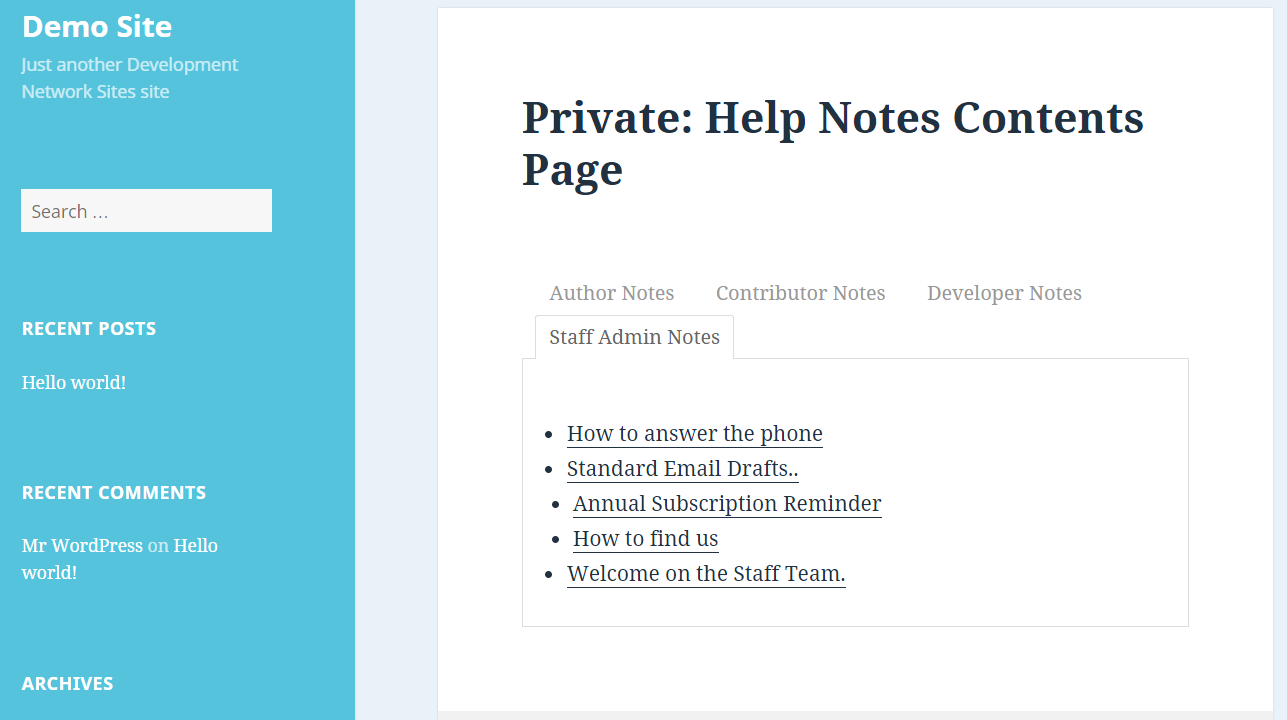 Demo Site
Just another Development
Network Sites site
Search …
RECENT POSTS
Hello world!
RECENT COMMENTS
Mr WordPress on Hello
world!
ARCHIVES
Private: Help Notes Contents
Page
Author Notes Contributor Notes Developer Notes
Staff Admin Notes
How to answer the phone
Standard Email Drafts..
Annual Subscription Reminder
How to find us
Welcome on the Staff Team.